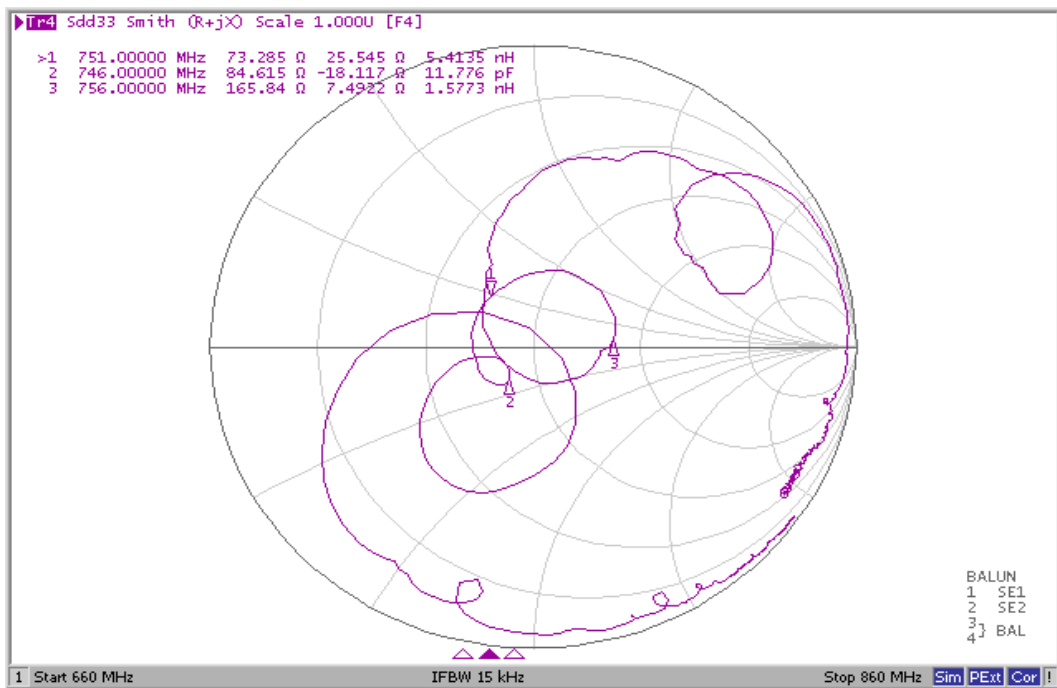 Tr4 Sdd33 Smith (R+jX) Scale 1.000U [F4]
>1 751.00000 MHz 73.285 Ω 25.545 Ω 5.4135 nH
2 746.00000 MHz 84.615 Ω -18.117 Ω 11.776 pF
3 756.00000 MHz 165.84 Ω 7.4922 Ω 1.5773 nH
1
3
2
BALUN
1 SE1
2 SE2
3
4 } BAL
1 Start 660 MHz IFBW 15 kHz Stop 860 MHz Sim PExt Cor !